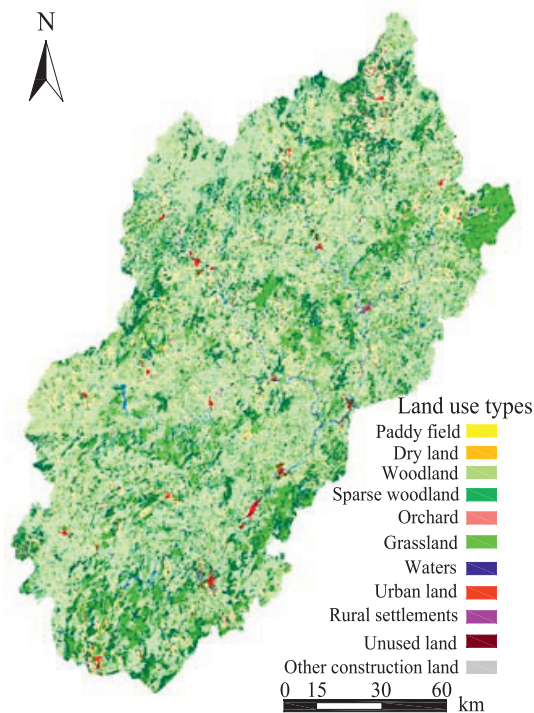 N
Land use types
Paddy field
Dry land
Woodland
Sparse woodland
Orchard
Grassland
Waters
Urban land
Rural settlements
Unused land
Other construction land
0 15 30 60
km